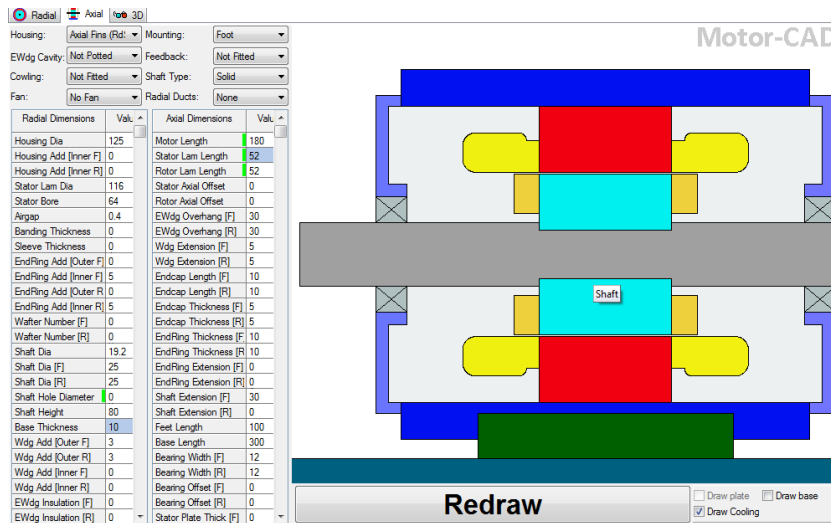 Radial Axial 3D
Motor-CAD
Housing: Axial Fins (Rd: Mounting: Foot
EWdg Cavity: Not Potted Feedback: Not Fitted
Cowling: Not Fitted Shaft Type: Solid
Fan: No Fan Radial Ducts: None
Radial Dimensions Valu Axial Dimensions Valu
Housing Dia 125 Motor Length 180
Housing Add [Inner F] 0 Stator Lam Length 52
Housing Add [Inner R] 0 Rotor Lam Length 52
Stator Lam Dia 116 Stator Axial Offset 0
Stator Bore 64 Rotor Axial Offset 0
Airgap 0.4 EWdg Overhang [F] 30
Banding Thickness 0 EWdg Overhang [R] 30
Sleeve Thickness 0 Wdg Extension [F] 5
EndRing Add [Outer F] 0 Wdg Extension [R] 5
EndRing Add [Inner F] 5 Endcap Length [F] 10
EndRing Add [Outer R 0 Endcap Length [R] 10
EndRing Add [Inner R] 5 Endcap Thickness [F] 5
Wafter Number [F] 0 Endcap Thickness [R] 5
Wafter Number [R] 0 EndRing Thickness [F 10
Shaft Dia 19.2 EndRing Thickness [R 10
Shaft Dia [F] 25 EndRing Extension [F] 0
Shaft Dia [R] 25 EndRing Extension [R] 0
Shaft Hole Diameter 0 Shaft Extension [F] 30
Shaft Height 80 Shaft Extension [R] 0
Base Thickness 10 Feet Length 100
Wdg Add [Outer F] 3 Base Length 300
Wdg Add [Outer R] 3 Bearing Width [F] 12
Wdg Add [Inner F] 0 Bearing Width [R] 12
Wdg Add [Inner R] 0 Bearing Offset [F] 0
EWdg Insulation [F] 0 Bearing Offset [R] 0
EWdg Insulation [R] 0 Stator Plate Thick [F] 0
Shaft
Redraw
Draw plate Draw base
Draw Cooling